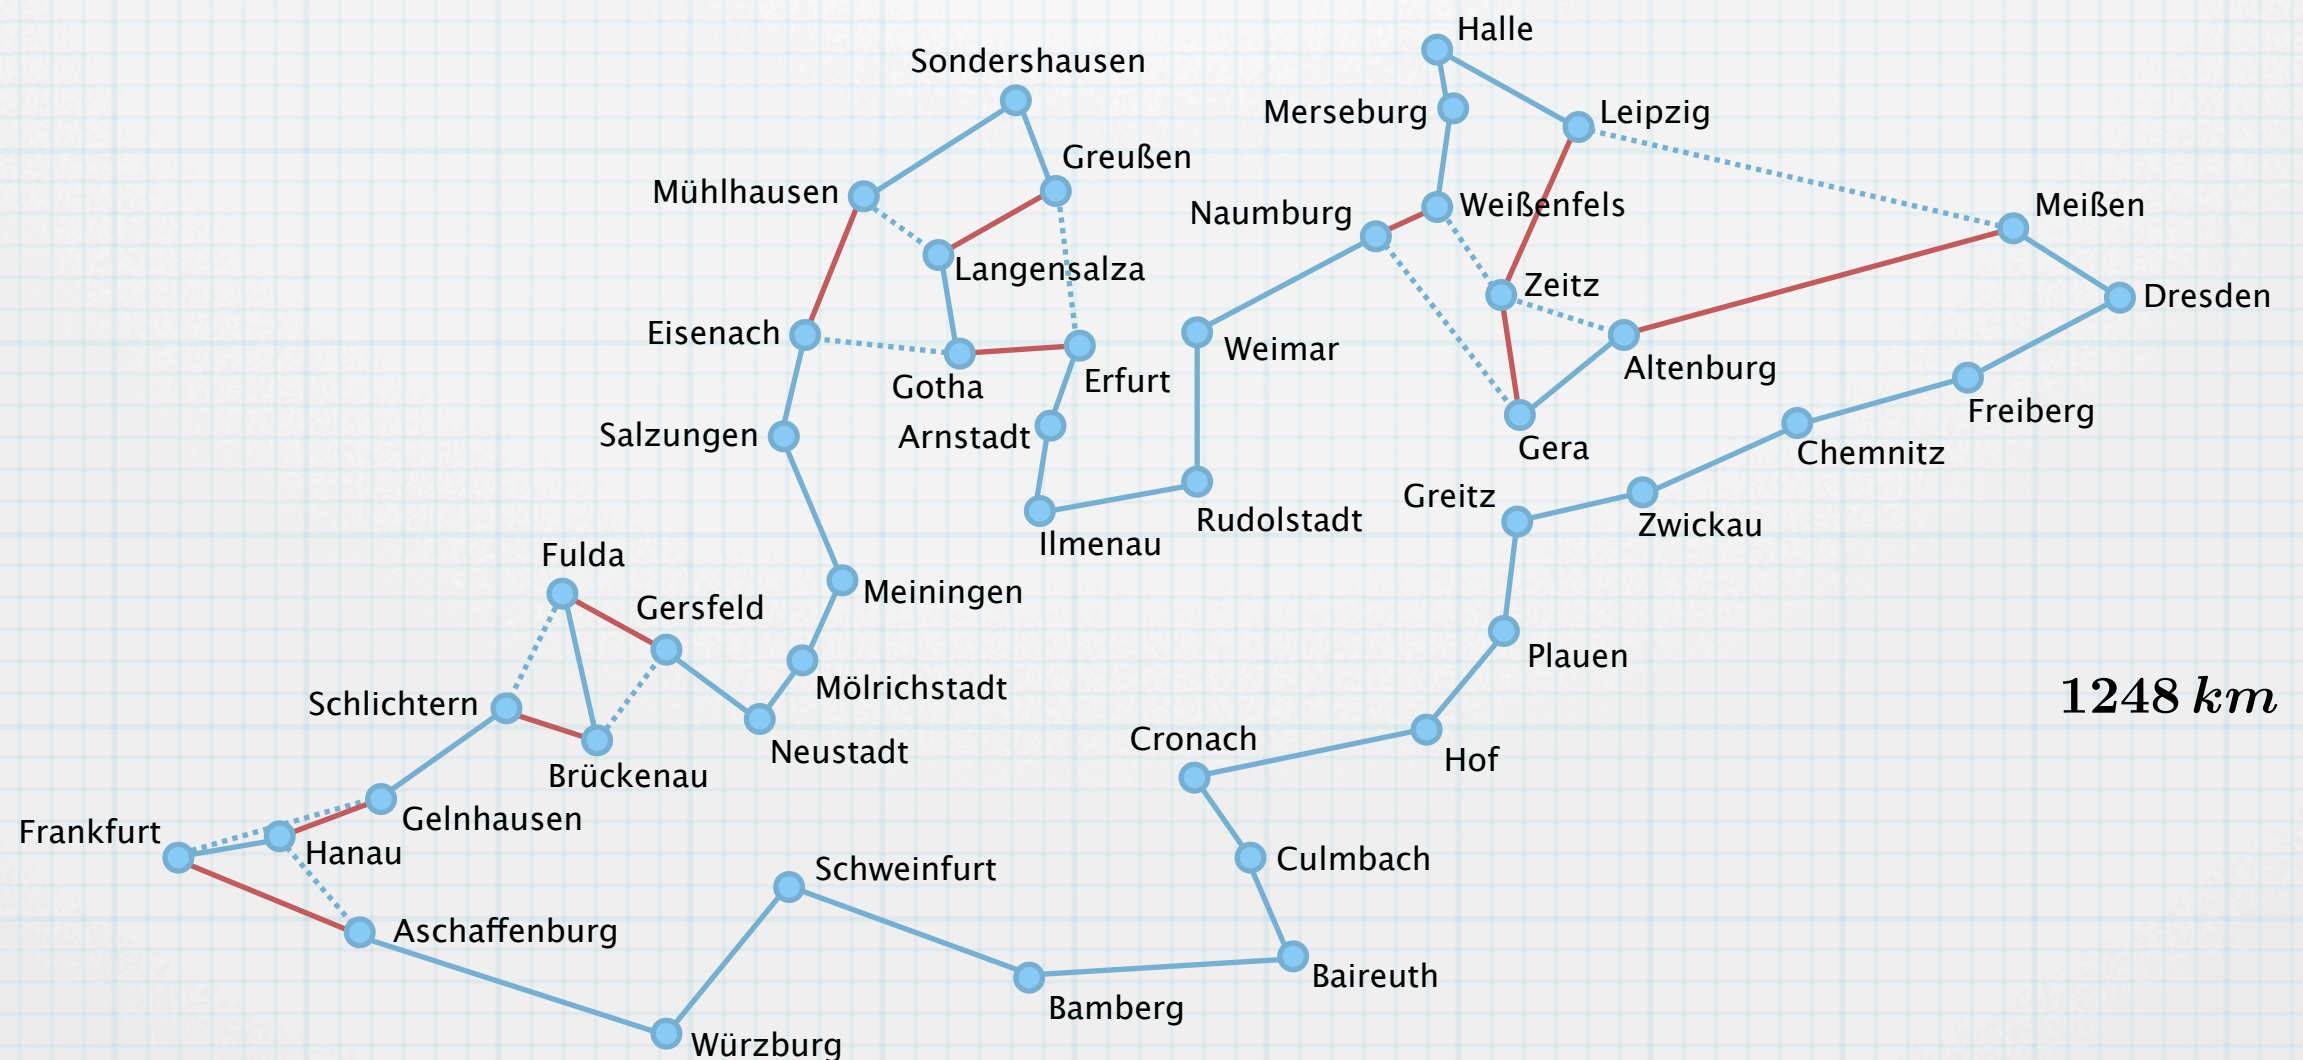 Halle
Sondershausen
Merseburg
Leipzig
Greußen
Mühlhausen
Naumburg
Weißenfels
Meißen
Langensalza
Zeitz
Dresden
Eisenach
Weimar
Altenburg
Gotha
Erfurt
Freiberg
Salzungen
Arnstadt
Gera
Chemnitz
Greitz
Rudolstadt
Zwickau
Ilmenau
Fulda
Meiningen
Gersfeld
Plauen
Mölrichstadt
1248 km
Schlichtern
Neustadt
Cronach
Hof
Brückenau
Gelnhausen
Frankfurt
Hanau
Schweinfurt
Culmbach
Aschaffenburg
Baireuth
Bamberg
Würzburg